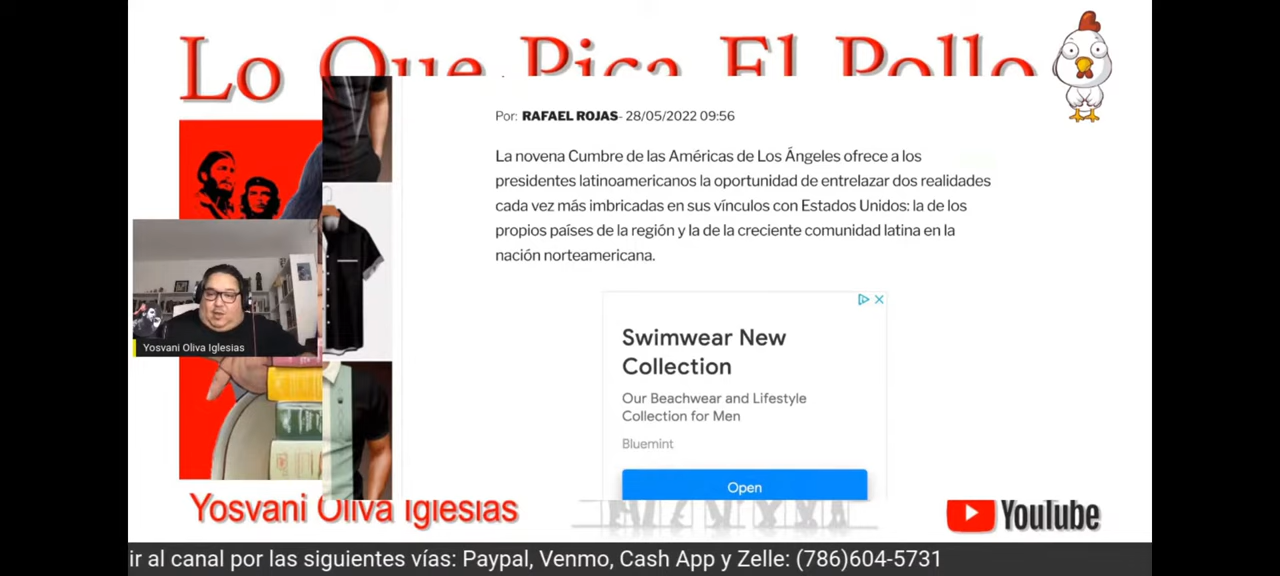 Lo Que Pica El Pollo
Por: RAFAEL ROJAS- 28/05/2022 09:56
La novena Cumbre de las Américas de Los Ángeles ofrece a los
presidentes latinoamericanos la oportunidad de entrelazar dos realidades
cada vez más imbricadas en sus vínculos con Estados Unidos: la de los
propios países de la región y la de la creciente comunidad latina en la
nación norteamericana.
Swimwear New
Collection
Our Beachwear and Lifestyle
Collection for Men
Bluemint
Open
Yosvani Oliva Iglesias
Yosvani Oliva Iglesias
YouTube
ir al canal por las siguientes vías: Paypal, Venmo, Cash App y Zelle: (786)604-5731